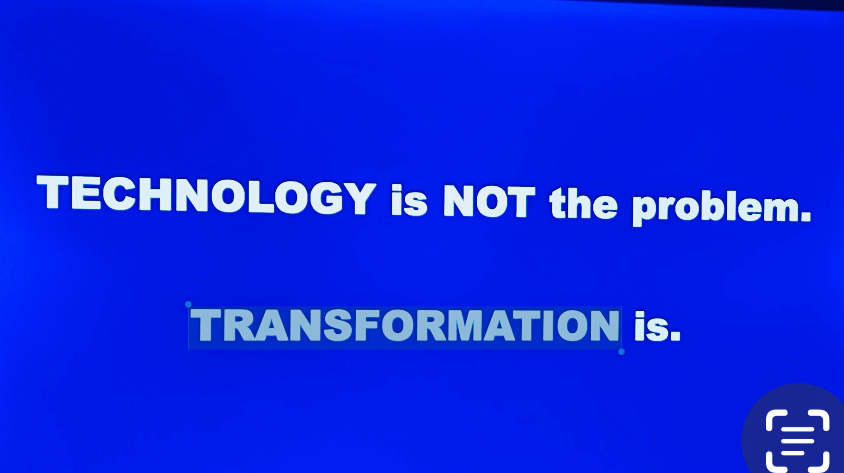 TECHNOLOGY is NOT the problem.
TRANSFORMATION is.